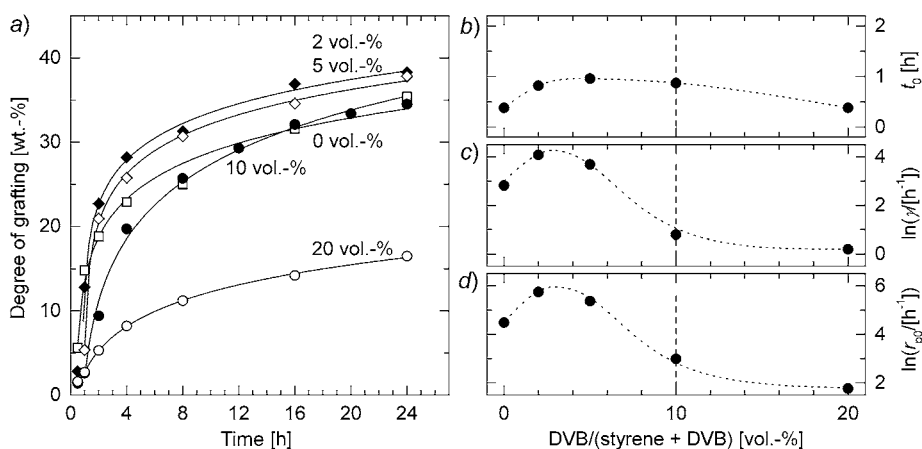 a)
2 vol.-%
5 vol.-%
0 vol.-%
10 vol.-%
20 vol.-%
Degree of grafting [wt.-%]
40
30
20
10
0
0 4 8 12 16 20 24
Time [h]
b)
2
1
0
t₀ [h]
c)
4
2
0
ln(γ/[h⁻¹])
d)
6
4
2
ln(rₚ₀/[h⁻¹])
0 10 20
DVB/(styrene + DVB) [vol.-%]